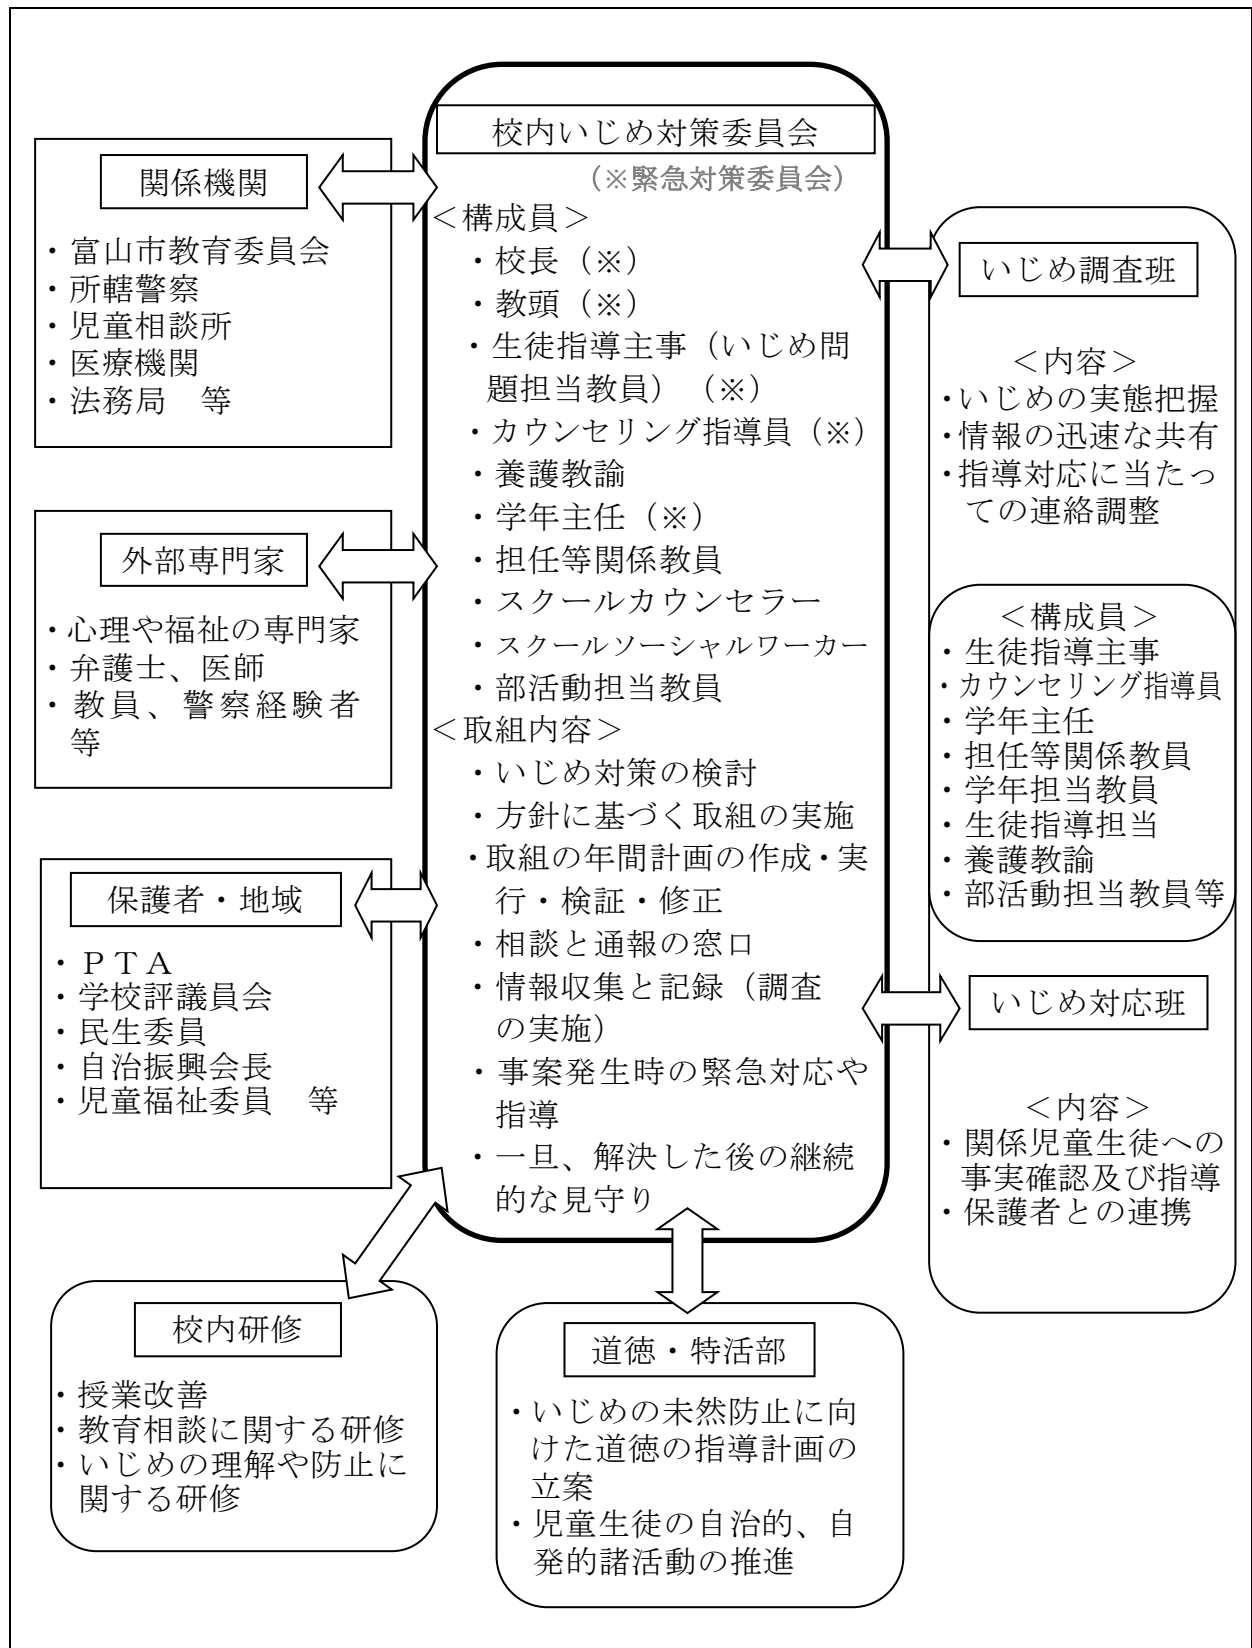 校内いじめ対策委員会
（※緊急対策委員会）
＜構成員＞
・校長（※）
・教頭（※）
・生徒指導主事（いじめ問
題担当教員）（※）
・カウンセリング指導員（※）
・養護教諭
・学年主任（※）
・担任等関係教員
・スクールカウンセラー
・スクールソーシャルワーカー
・部活動担当教員
＜取組内容＞
・いじめ対策の検討
・方針に基づく取組の実施
・取組の年間計画の作成・実
行・検証・修正
・相談と通報の窓口
・情報収集と記録（調査
の実施）
・事案発生時の緊急対応や
指導
・一旦、解決した後の継続
的な見守り
関係機関
・富山市教育委員会
・所轄警察
・児童相談所
・医療機関
・法務局　等
外部専門家
・心理や福祉の専門家
・弁護士、医師
・教員、警察経験者
等
保護者・地域
・ＰＴＡ
・学校評議員会
・民生委員
・自治振興会長
・児童福祉委員　等
いじめ調査班
＜内容＞
・いじめの実態把握
・情報の迅速な共有
・指導対応に当たっ
ての連絡調整
＜構成員＞
・生徒指導主事
・カウンセリング指導員
・学年主任
・担任等関係教員
・学年担当教員
・生徒指導担当
・養護教諭
・部活動担当教員等
いじめ対応班
＜内容＞
・関係児童生徒への
事実確認及び指導
・保護者との連携
校内研修
・授業改善
・教育相談に関する研修
・いじめの理解や防止に
関する研修
道徳・特活部
・いじめの未然防止に向
けた道徳の指導計画の
立案
・児童生徒の自治的、自
発的諸活動の推進